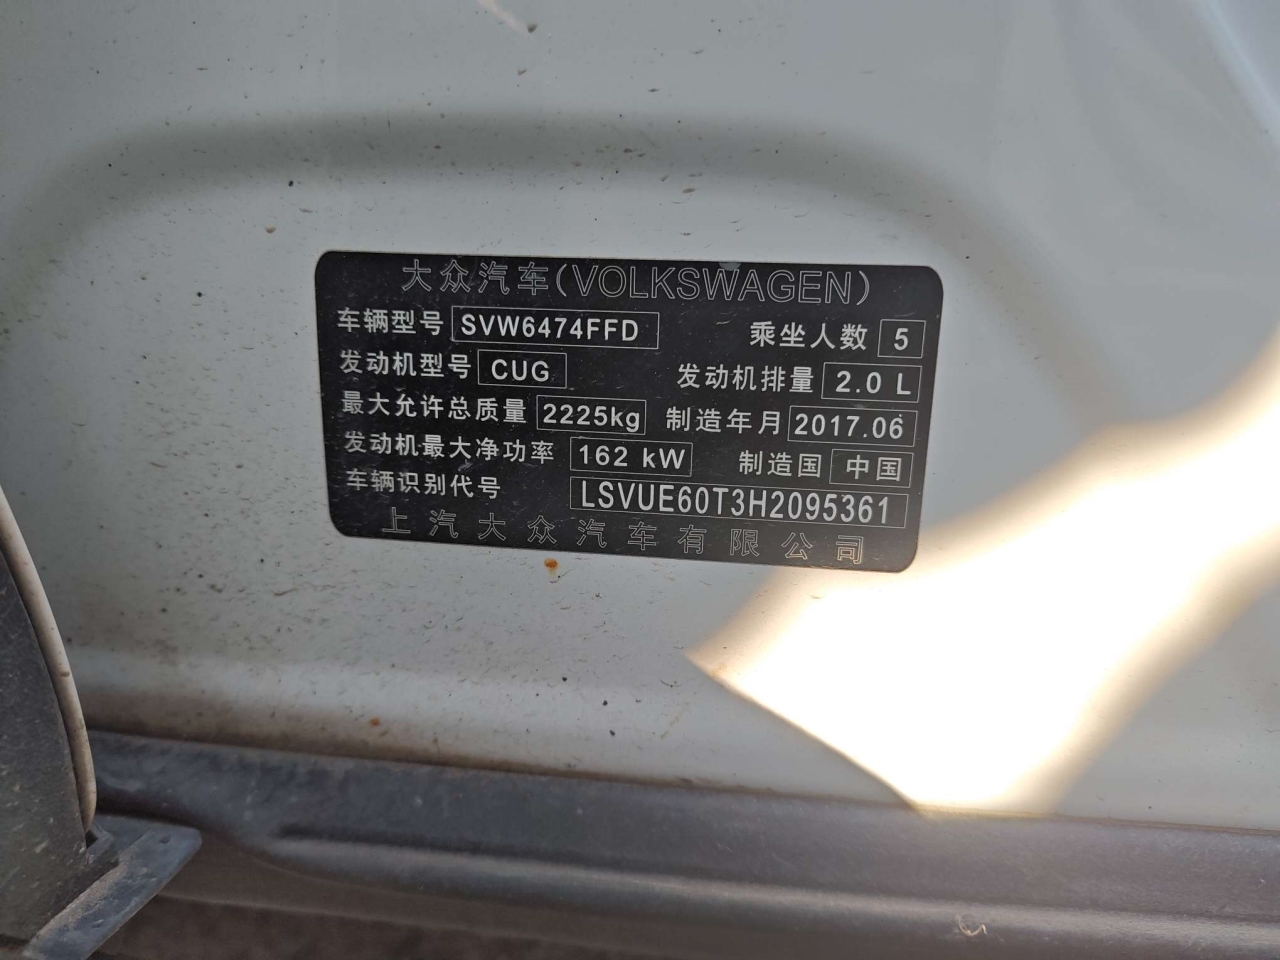 大众汽车(VOLKSWAGEN)
车辆型号 SVW6474FFD 乘坐人数 5
发动机型号 CUG 发动机排量 2.0 L
最大允许总质量 2225kg 制造年月 2017.06
发动机最大净功率 162 kW 制造国 中国
车辆识别代号 LSVUE60T3H2095361
上汽大众汽车有限公司